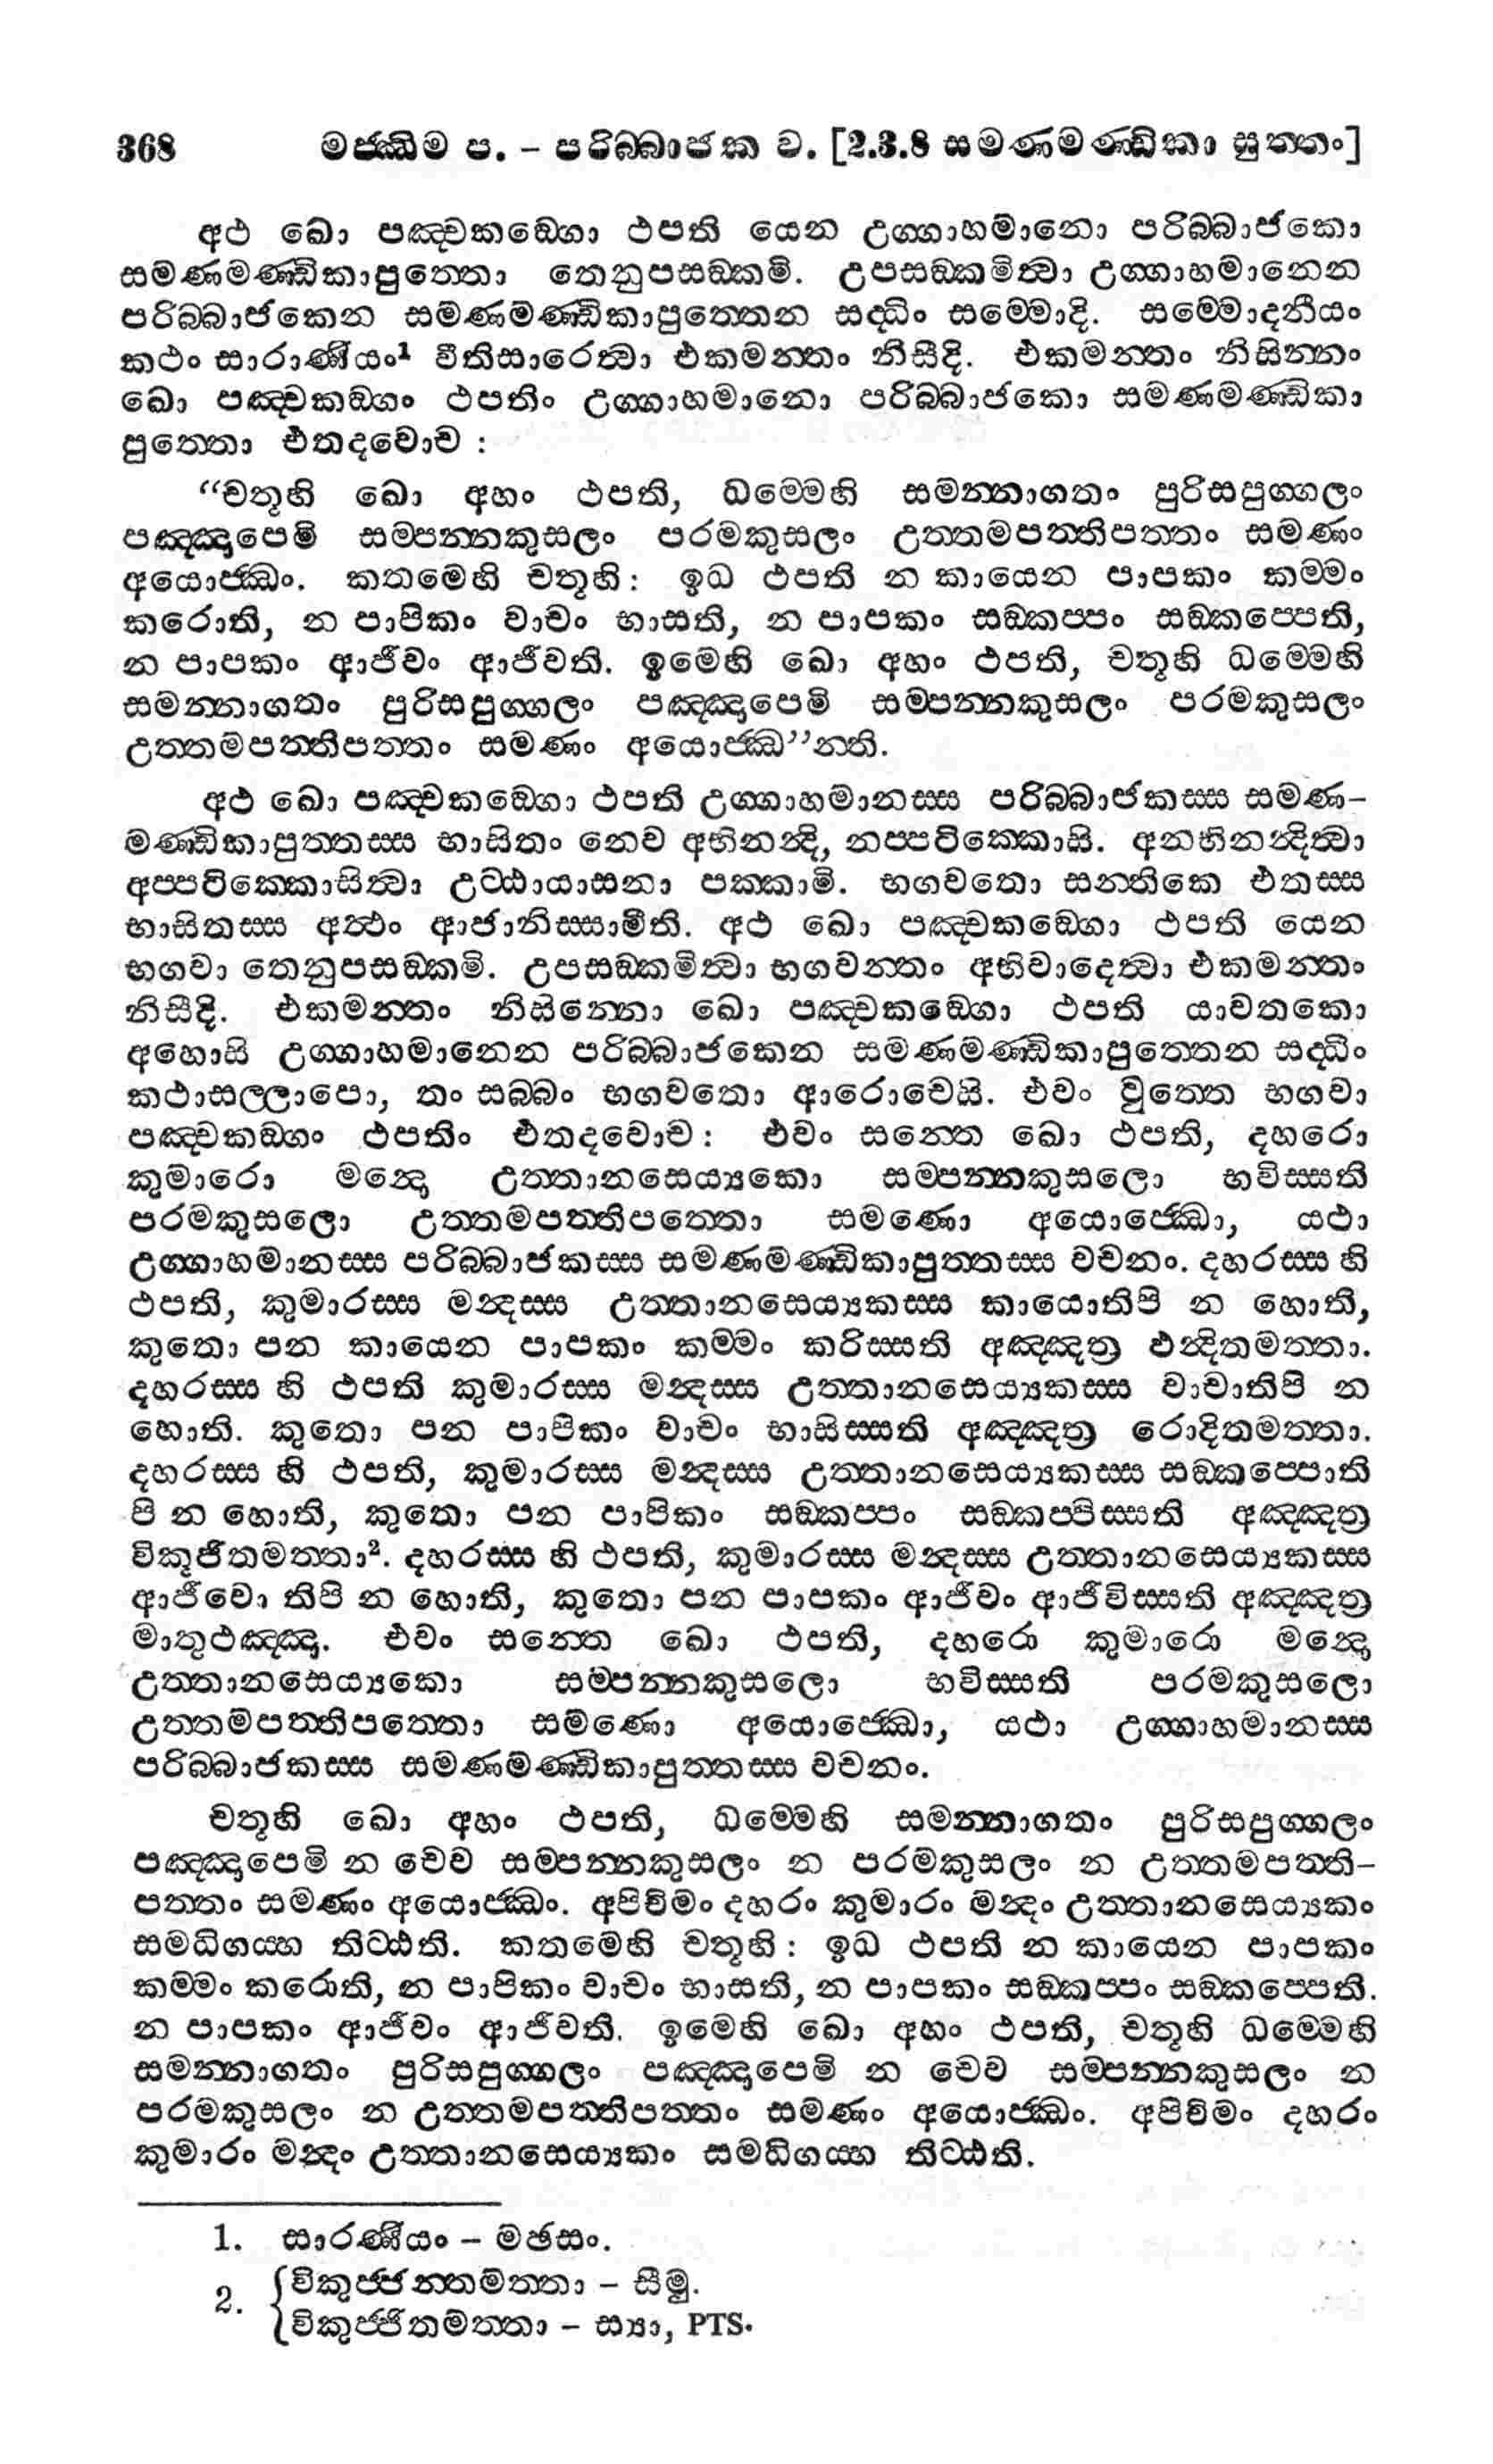 368 මජ්ඣිම ප. – පරිබ්බාජක ව. [2.3.8 සමණමණ්ඩිකා සුත්තං]
අථ ඛො පඤ්චකඞ්ගො ථපති යෙන උග්ගාහමානො පරිබ්බාජකො
සමණමණ්ඩිකාපුත්තො තෙනුපසඞ්කමි. උපසඞ්කමිත්වා උග්ගාහමානෙන
පරිබ්බාජකෙන සමණමණ්ඩිකාපුත්තෙන සද්ධිං සම්මොදි. සම්මොදනීයං
කථං සාරාණීයං¹ වීතිසාරෙත්වා එකමන්තං නිසීදි. එකමන්තං නිසින්නං
ඛො පඤ්චකඞ්ගං ථපතිං උග්ගාහමානො පරිබ්බාජකො සමණමණ්ඩිකා
පුත්තො එතදවොච :
“චතූහි ඛො අහං ථපති, ධම්මෙහි සමන්නාගතං පුරිසපුග්ගලං
පඤ්ඤාපෙමි සම්පන්නකුසලං පරමකුසලං උත්තමපත්තිපත්තං සමණං
අයොජ්ඣං. කතමෙහි චතූහි: ඉධ ථපති න කායෙන පාපකං කම්මං
කරොති, න පාපිකං වාචං භාසති, න පාපකං සඞ්කප්පං සඞ්කප්පෙති,
න පාපකං ආජීවං ආජීවති. ඉමෙහි ඛො අහං ථපති, චතූහි ධම්මෙහි
සමන්නාගතං පුරිසපුග්ගලං පඤ්ඤාපෙමි සම්පන්නකුසලං පරමකුසලං
උත්තමපත්තිපත්තං සමණං අයොජ්ඣ”න්ති.
අථ ඛො පඤ්චකඞ්ගො ථපති උග්ගාහමානස්ස පරිබ්බාජකස්ස සමණ–
මණ්ඩිකාපුත්තස්ස භාසිතං නෙව අභිනන්දි, නප්පටික්කොසි. අනභිනන්දිත්වා
අප්පටික්කොසිත්වා උට්ඨායාසනා පක්කාමි. භගවතො සන්තිකෙ එතස්ස
භාසිතස්ස අත්ථං ආජානිස්සාමීති. අථ ඛො පඤ්චකඞ්ගො ථපති යෙන
භගවා තෙනුපසඞ්කමි. උපසඞ්කමිත්වා භගවන්තං අභිවාදෙත්වා එකමන්තං
නිසීදි. එකමන්තං නිසින්නො ඛො පඤ්චකඞ්ගො ථපති යාවතකො
අහොසි උග්ගාහමානෙන පරිබ්බාජකෙන සමණමණ්ඩිකාපුත්තෙන සද්ධිං
කථාසල්ලාපො, තං සබ්බං භගවතො ආරොචෙසි. එවං වුත්තෙ භගවා
පඤ්චකඞ්ගං ථපතිං එතදවොච: එවං සන්තෙ ඛො ථපති, දහරො
කුමාරො මන්දො උත්තානසෙය්‍යකො සම්පන්නකුසලො භවිස්සති
පරමකුසලො උත්තමපත්තිපත්තො සමණො අයොජ්ඣො, යථා
උග්ගාහමානස්ස පරිබ්බාජකස්ස සමණමණ්ඩිකාපුත්තස්ස වචනං. දහරස්ස හි
ථපති, කුමාරස්ස මන්දස්ස උත්තානසෙය්‍යකස්ස කායොතිපි න හොති,
කුතො පන කායෙන පාපකං කම්මං කරිස්සති අඤ්ඤත්‍ර ඵන්දිතමත්තා.
දහරස්ස හි ථපති කුමාරස්ස මන්දස්ස උත්තානසෙය්‍යකස්ස වාචාතිපි න
හොති. කුතො පන පාපිකං වාචං භාසිස්සති අඤ්ඤත්‍ර රොදිතමත්තා.
දහරස්ස හි ථපති, කුමාරස්ස මන්දස්ස උත්තානසෙය්‍යකස්ස සඞ්කප්පොති
පි න හොති, කුතො පන පාපිකං සඞ්කප්පං සඞ්කප්පිස්සති අඤ්ඤත්‍ර
විකූජිතමත්තා². දහරස්ස හි ථපති, කුමාරස්ස මන්දස්ස උත්තානසෙය්‍යකස්ස
ආජීවො තිපි න හොති, කුතො පන පාපකං ආජීවං ආජීවිස්සති අඤ්ඤත්‍ර
මාතුථඤ්ඤා. එවං සන්තෙ ඛො ථපති, දහරො කුමාරො මන්දො
උත්තානසෙය්‍යකො සම්පන්නකුසලො භවිස්සති පරමකුසලො
උත්තමපත්තිපත්තො සමණො අයොජ්ඣො, යථා උග්ගාහමානස්ස
පරිබ්බාජකස්ස සමණමණ්ඩිකාපුත්තස්ස වචනං.
චතූහි ඛො අහං ථපති, ධම්මෙහි සමන්නාගතං පුරිසපුග්ගලං
පඤ්ඤාපෙමි න චෙව සම්පන්නකුසලං න පරමකුසලං න උත්තමපත්ති–
පත්තං සමණං අයොජ්ඣං. අපිචිමං දහරං කුමාරං මන්දං උත්තානසෙය්‍යකං
සමධිගය්හ තිට්ඨති. කතමෙහි චතූහි: ඉධ ථපති න කායෙන පාපකං
කම්මං කරොති, න පාපිකං වාචං භාසති, න පාපකං සඞ්කප්පං සඞ්කප්පෙති.
න පාපකං ආජීවං ආජීවති. ඉමෙහි ඛො අහං ථපති, චතූහි ධම්මෙහි
සමන්නාගතං පුරිසපුග්ගලං පඤ්ඤාපෙමි න චෙව සම්පන්නකුසලං න
පරමකුසලං න උත්තමපත්තිපත්තං සමණං අයොජ්ඣං. අපිචිමං දහරං
කුමාරං මන්දං උත්තානසෙය්‍යකං සමධිගය්හ තිට්ඨති.
1. සාරණීයං – මඡසං.
2. {විකුජ්ජන්තමත්තා – සීමු.
{විකුජ්ජිතමත්තා – ස්‍යා, PTS.